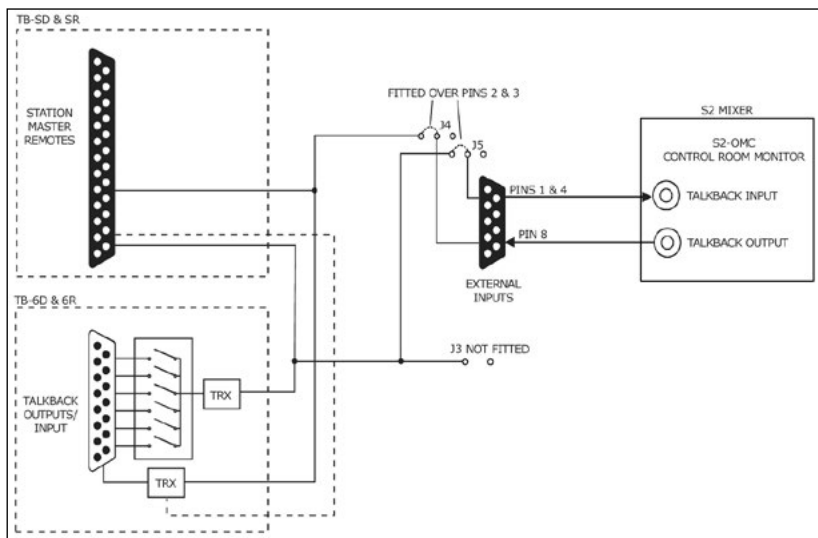 TB-SD & SR
STATION
MASTER
REMOTES
FITTED OVER PINS 2 & 3
J4
J5
S2 MIXER
S2-OMC
CONTROL ROOM MONITOR
PINS 1 & 4
TALKBACK INPUT
PIN 8
TALKBACK OUTPUT
EXTERNAL
INPUTS
TB-6D & 6R
J3 NOT FITTED
TALKBACK
OUTPUTS/
INPUT
TRX
TRX